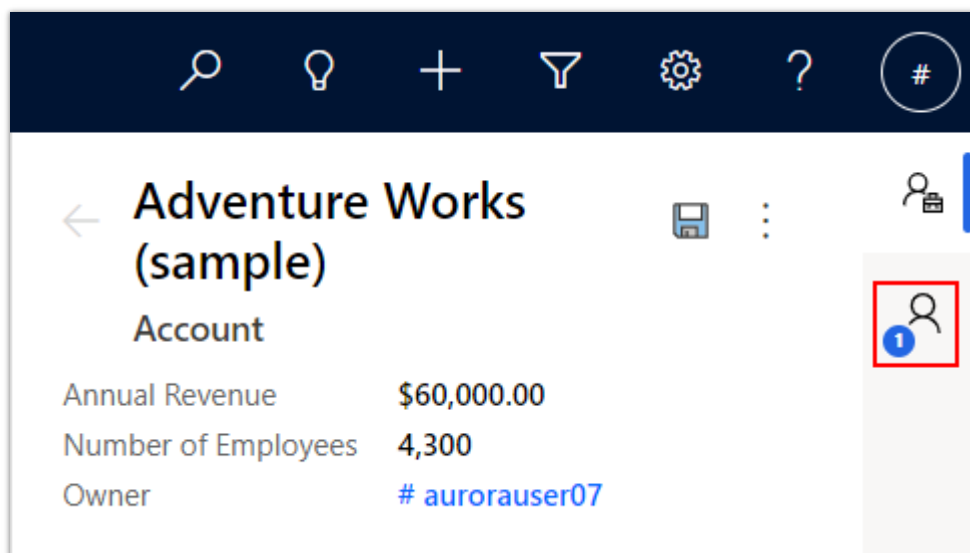 ?
#
Adventure Works
(sample)
Account
1
Annual Revenue $60,000.00
Number of Employees 4,300
Owner # aurorauser07